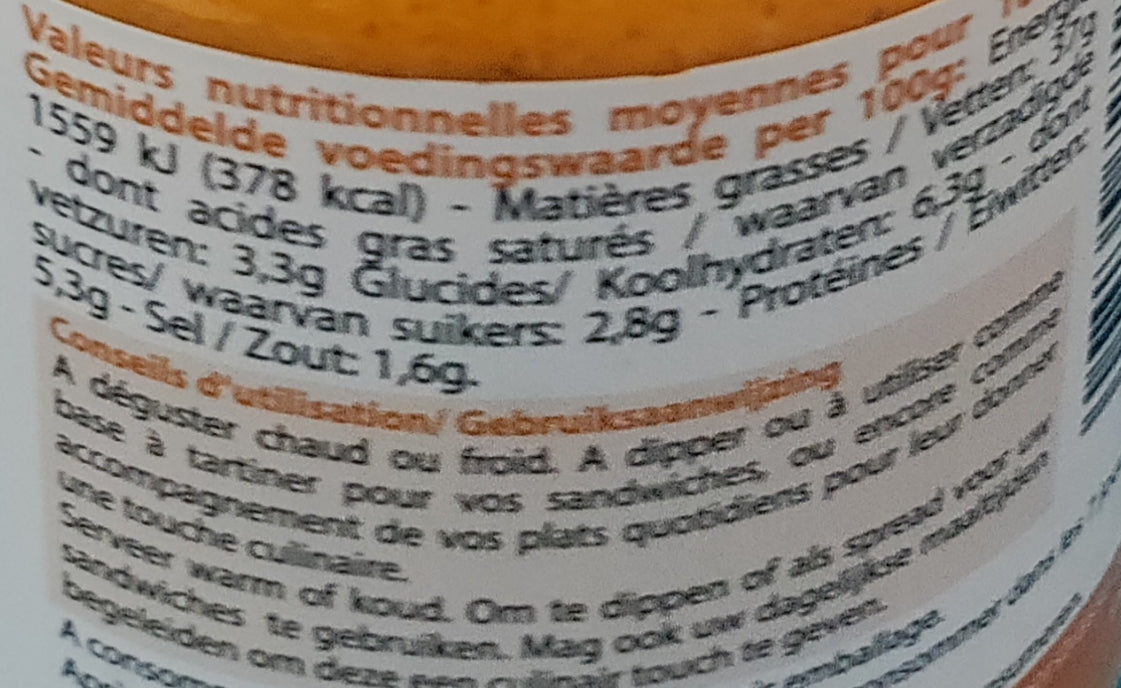 Valeurs nutritionnelles moyennes pour
Gemiddelde voedingswaarde per 100g: Energie
1559 kJ (378 kcal) - Matières grasses / Vetten: 37g
- dont acides gras saturés / waarvan verzadigde
vetzuren: 3,3g Glucides/ Koolhydraten: 6,3g - dont
sucres/ waarvan suikers: 2,8g - Protéines / Eiwitten:
5,3g - Sel / Zout: 1,6g.
Conseils d'utilisation/ Gebruiksaanwijzing
A déguster chaud ou froid. A dipper ou à utiliser comme
base à tartiner pour vos sandwiches, ou encore comme
accompagnement de vos plats quotidiens pour leur donner
une touche culinaire.
Serveer warm of koud. Om te dippen of als spread voor uw
sandwiches te gebruiken. Mag ook uw dagelijkse maaltijden
begeleiden om deze een culinair touch te geven.
A emballage.